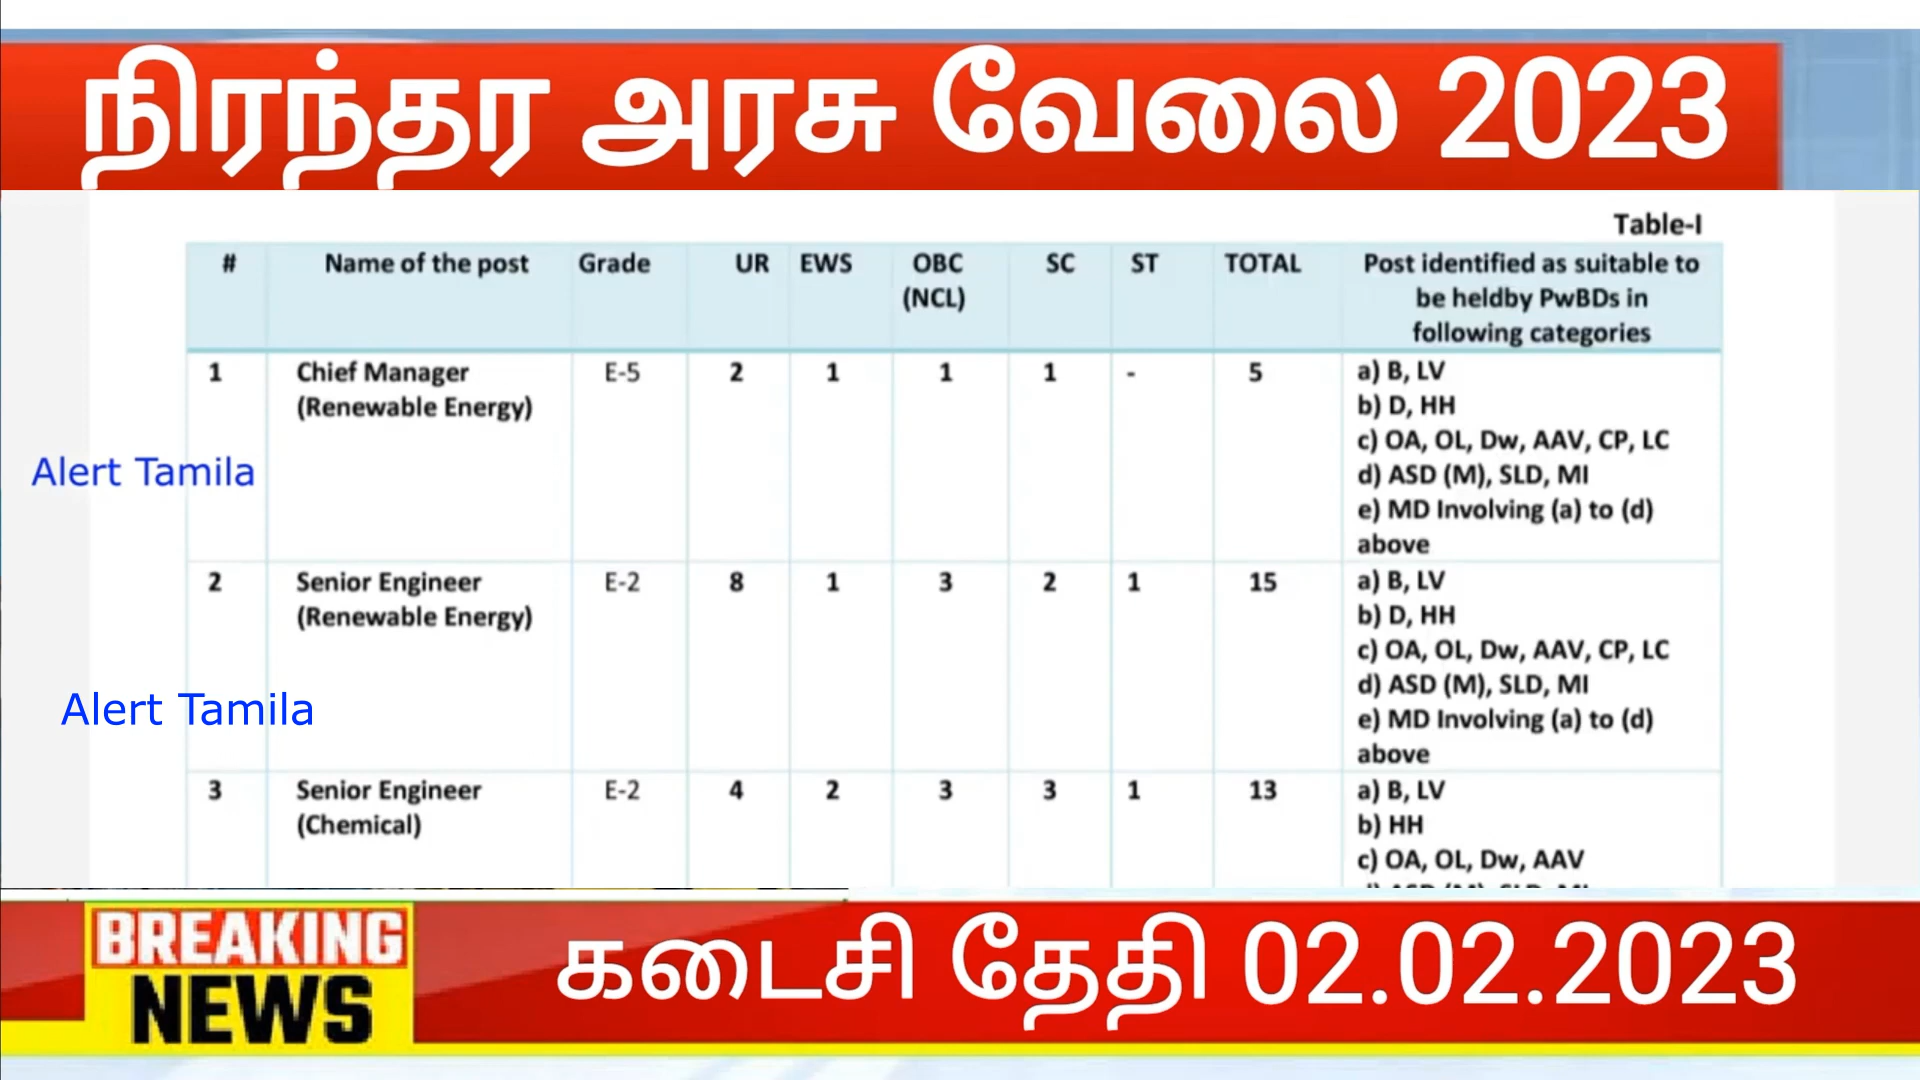 நிரந்தர அரசு வேலை 2023
Table-I
# Name of the post Grade UR EWS OBC (NCL) SC ST TOTAL Post identified as suitable to be heldby PwBDs in following categories
1 Chief Manager (Renewable Energy) E-5 2 1 1 1 - 5 a) B, LV
b) D, HH
c) OA, OL, Dw, AAV, CP, LC
d) ASD (M), SLD, MI
e) MD Involving (a) to (d)
above
Alert Tamila
2 Senior Engineer (Renewable Energy) E-2 8 1 3 2 1 15 a) B, LV
b) D, HH
c) OA, OL, Dw, AAV, CP, LC
d) ASD (M), SLD, MI
e) MD Involving (a) to (d)
above
Alert Tamila
3 Senior Engineer (Chemical) E-2 4 2 3 3 1 13 a) B, LV
b) HH
c) OA, OL, Dw, AAV
BREAKING
NEWS
கடைசி தேதி 02.02.2023